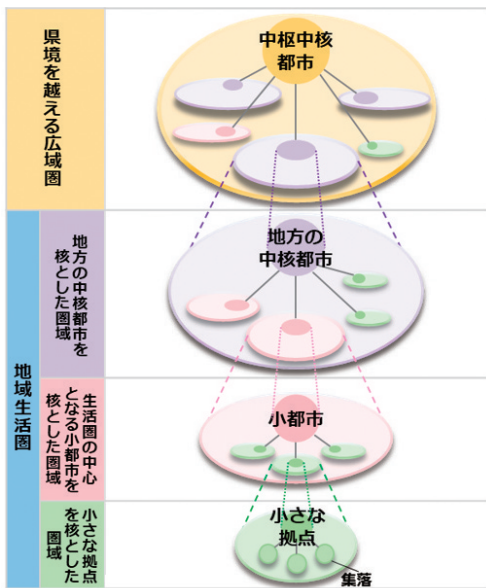 県境を越える広域圏
中枢中核
都市
地域生活圏
地方の中核都市を
核とした圏域
地方の
中核都市
生活圏の中心
となる小都市を
核とした圏域
小都市
小さな拠点
を核とした
圏域
小さな
拠点
集落